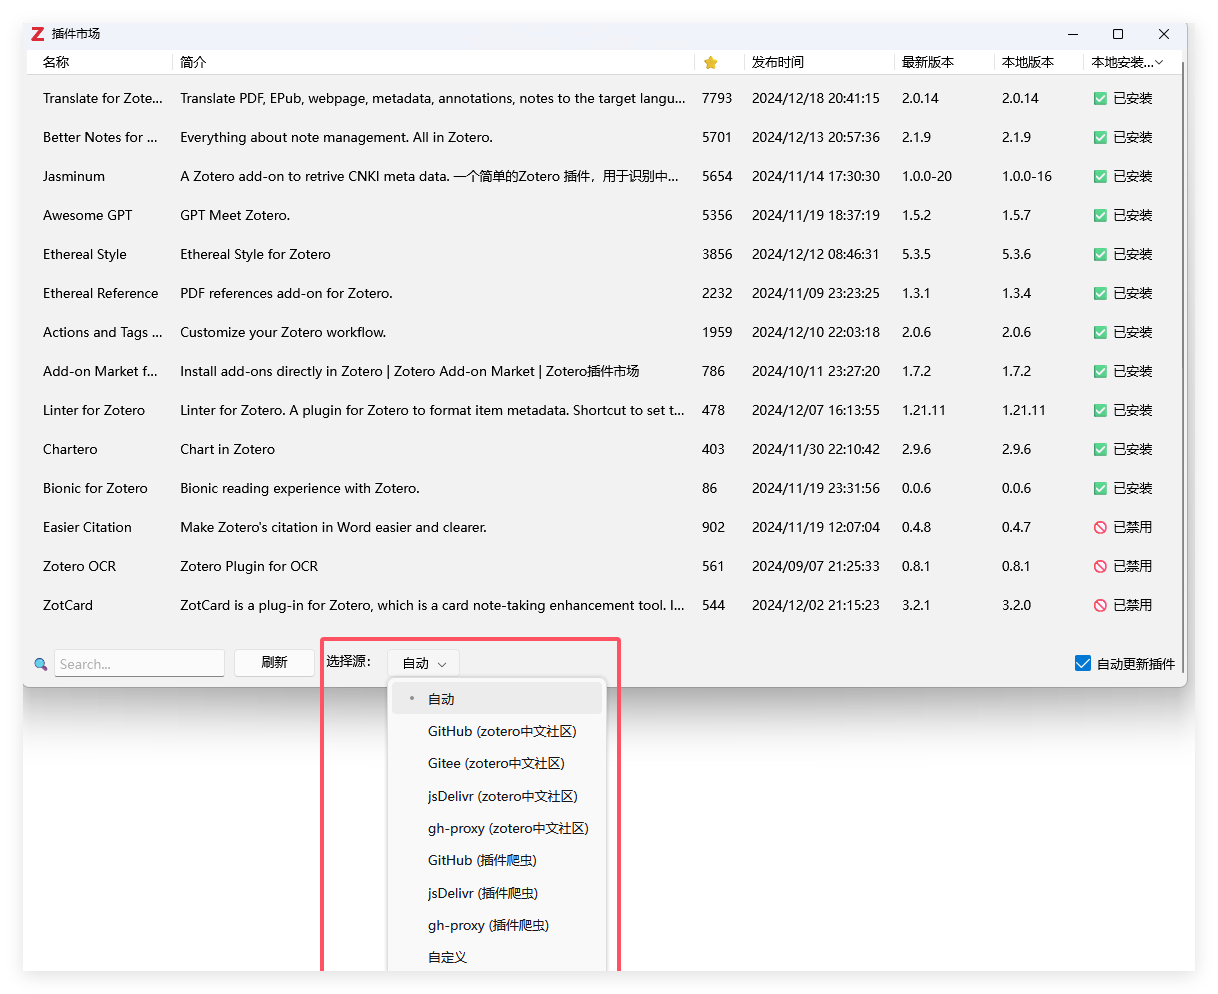 Z 插件市场
名称 简介 发布时间 最新版本 本地版本 本地安装...
Translate for Zote... Translate PDF, EPub, webpage, metadata, annotations, notes to the target langu... 7793 2024/12/18 20:41:15 2.0.14 2.0.14 已安装
Better Notes for ... Everything about note management. All in Zotero. 5701 2024/12/13 20:57:36 2.1.9 2.1.9 已安装
Jasminum A Zotero add-on to retrive CNKI meta data. 一个简单的Zotero 插件，用于识别中... 5654 2024/11/14 17:30:30 1.0.0-20 1.0.0-16 已安装
Awesome GPT GPT Meet Zotero. 5356 2024/11/19 18:37:19 1.5.2 1.5.7 已安装
Ethereal Style Ethereal Style for Zotero 3856 2024/12/12 08:46:31 5.3.5 5.3.6 已安装
Ethereal Reference PDF references add-on for Zotero. 2232 2024/11/09 23:23:25 1.3.1 1.3.4 已安装
Actions and Tags ... Customize your Zotero workflow. 1959 2024/12/10 22:03:18 2.0.6 2.0.6 已安装
Add-on Market f... Install add-ons directly in Zotero | Zotero Add-on Market | Zotero插件市场 786 2024/10/11 23:27:20 1.7.2 1.7.2 已安装
Linter for Zotero Linter for Zotero. A plugin for Zotero to format item metadata. Shortcut to set t... 478 2024/12/07 16:13:55 1.21.11 1.21.11 已安装
Chartero Chart in Zotero 403 2024/11/30 22:10:42 2.9.6 2.9.6 已安装
Bionic for Zotero Bionic reading experience with Zotero. 86 2024/11/19 23:31:56 0.0.6 0.0.6 已安装
Easier Citation Make Zotero's citation in Word easier and clearer. 902 2024/11/19 12:07:04 0.4.8 0.4.7 已禁用
Zotero OCR Zotero Plugin for OCR 561 2024/09/07 21:25:33 0.8.1 0.8.1 已禁用
ZotCard ZotCard is a plug-in for Zotero, which is a card note-taking enhancement tool. I... 544 2024/12/02 21:15:23 3.2.1 3.2.0 已禁用
Search... 刷新 选择源: 自动 自动更新插件
自动
GitHub (zotero中文社区)
Gitee (zotero中文社区)
jsDelivr (zotero中文社区)
gh-proxy (zotero中文社区)
GitHub (插件爬虫)
jsDelivr (插件爬虫)
gh-proxy (插件爬虫)
自定义